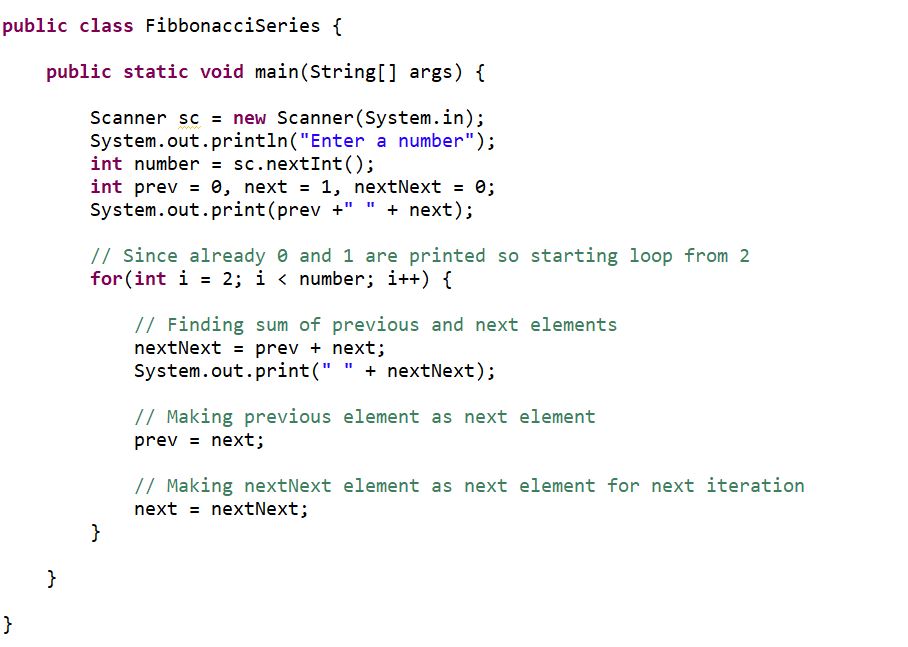 public class FibbonacciSeries {
public static void main(String[] args) {
Scanner sc = new Scanner(System.in);
System.out.println("Enter a number");
int number = sc.nextInt();
int prev = 0, next = 1, nextNext = 0;
System.out.print(prev +" " + next);
// Since already 0 and 1 are printed so starting loop from 2
for(int i = 2; i < number; i++) {
// Finding sum of previous and next elements
nextNext = prev + next;
System.out.print(" " + nextNext);
// Making previous element as next element
prev = next;
// Making nextNext element as next element for next iteration
next = nextNext;
}
}
}